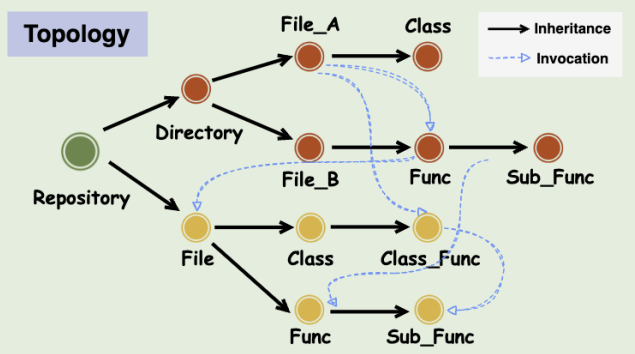 Topology
Inheritance
Invocation
File_A
Class
Directory
Repository
File_B
Func
Sub_Func
File
Class
Class_Func
Func
Sub_Func